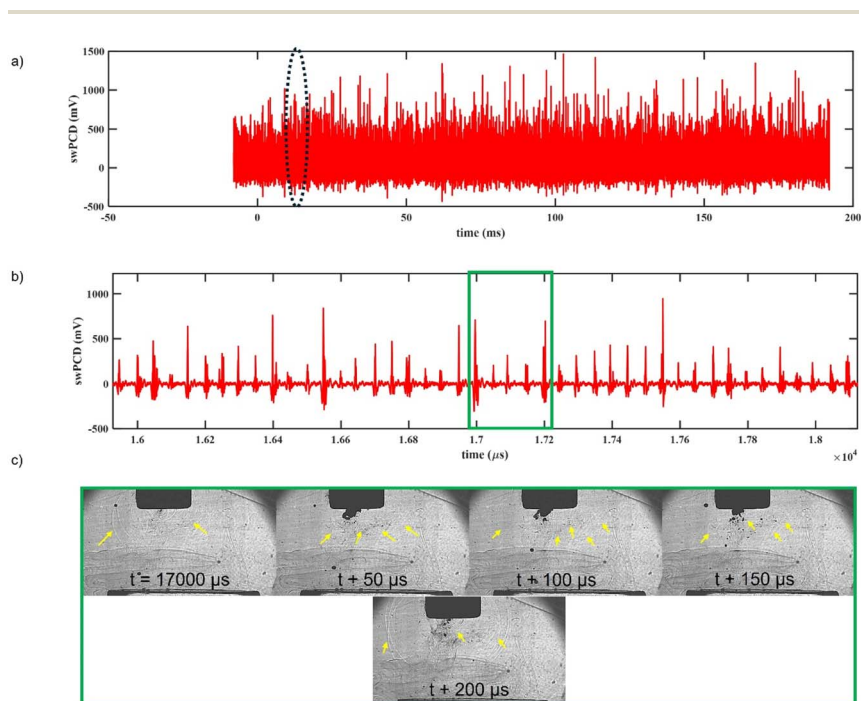 a)
swPCD (mV)
1500
1000
500
0
-500
-50 0 50 100 150 200
time (ms)
b)
swPCD (mV)
1000
500
0
-500
1.6 1.62 1.64 1.66 1.68 1.7 1.72 1.74 1.76 1.78 1.8
time (μs)
×10⁴
c)
t = 17000 μs t + 50 μs t + 100 μs t + 150 μs
t + 200 μs